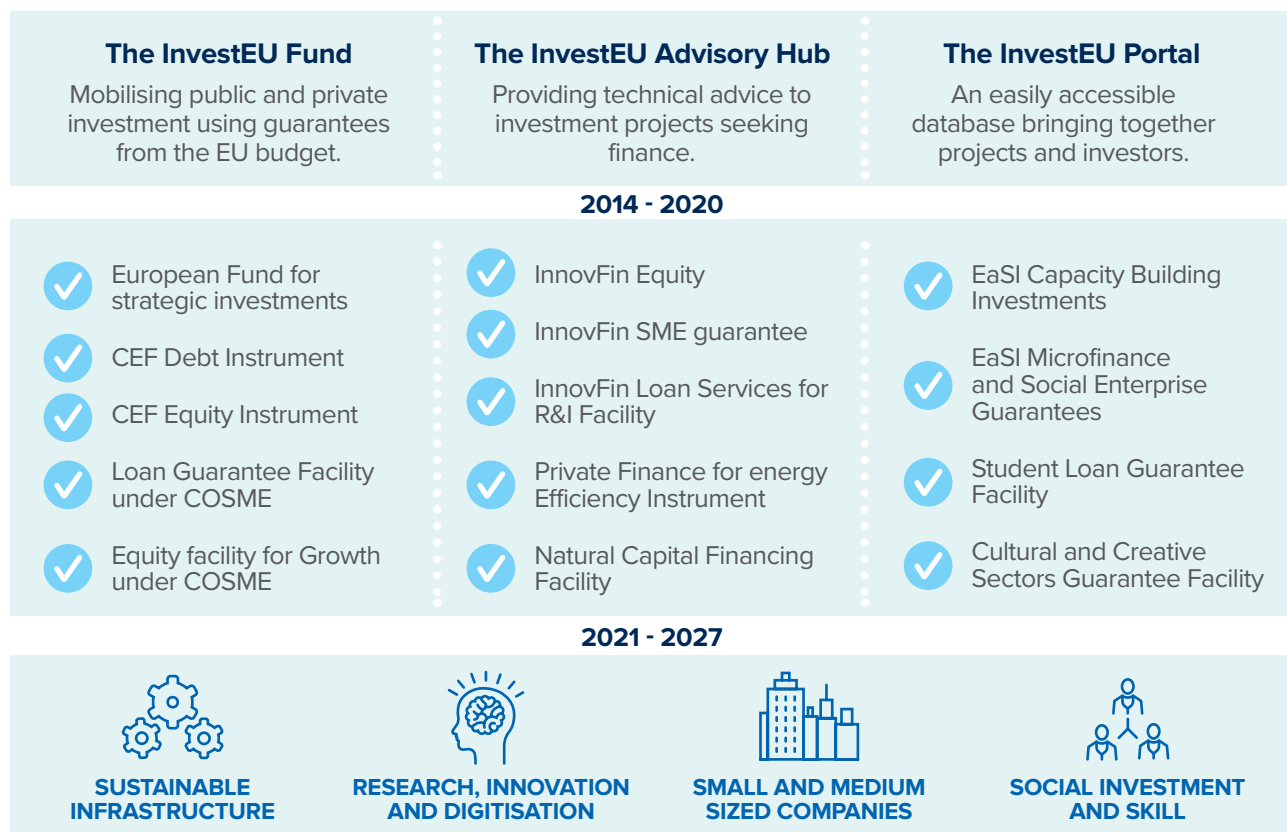 The InvestEU Fund
Mobilising public and private
investment using guarantees
from the EU budget.
The InvestEU Advisory Hub
Providing technical advice to
investment projects seeking
finance.
The InvestEU Portal
An easily accessible
database bringing together
projects and investors.
2014 - 2020
European Fund for
strategic investments
CEF Debt Instrument
CEF Equity Instrument
Loan Guarantee Facility
under COSME
Equity facility for Growth
under COSME
InnovFin Equity
InnovFin SME guarantee
InnovFin Loan Services for
R&I Facility
Private Finance for energy
Efficiency Instrument
Natural Capital Financing
Facility
EaSI Capacity Building
Investments
EaSI Microfinance
and Social Enterprise
Guarantees
Student Loan Guarantee
Facility
Cultural and Creative
Sectors Guarantee Facility
2021 - 2027
SUSTAINABLE
INFRASTRUCTURE
RESEARCH, INNOVATION
AND DIGITISATION
SMALL AND MEDIUM
SIZED COMPANIES
SOCIAL INVESTMENT
AND SKILL